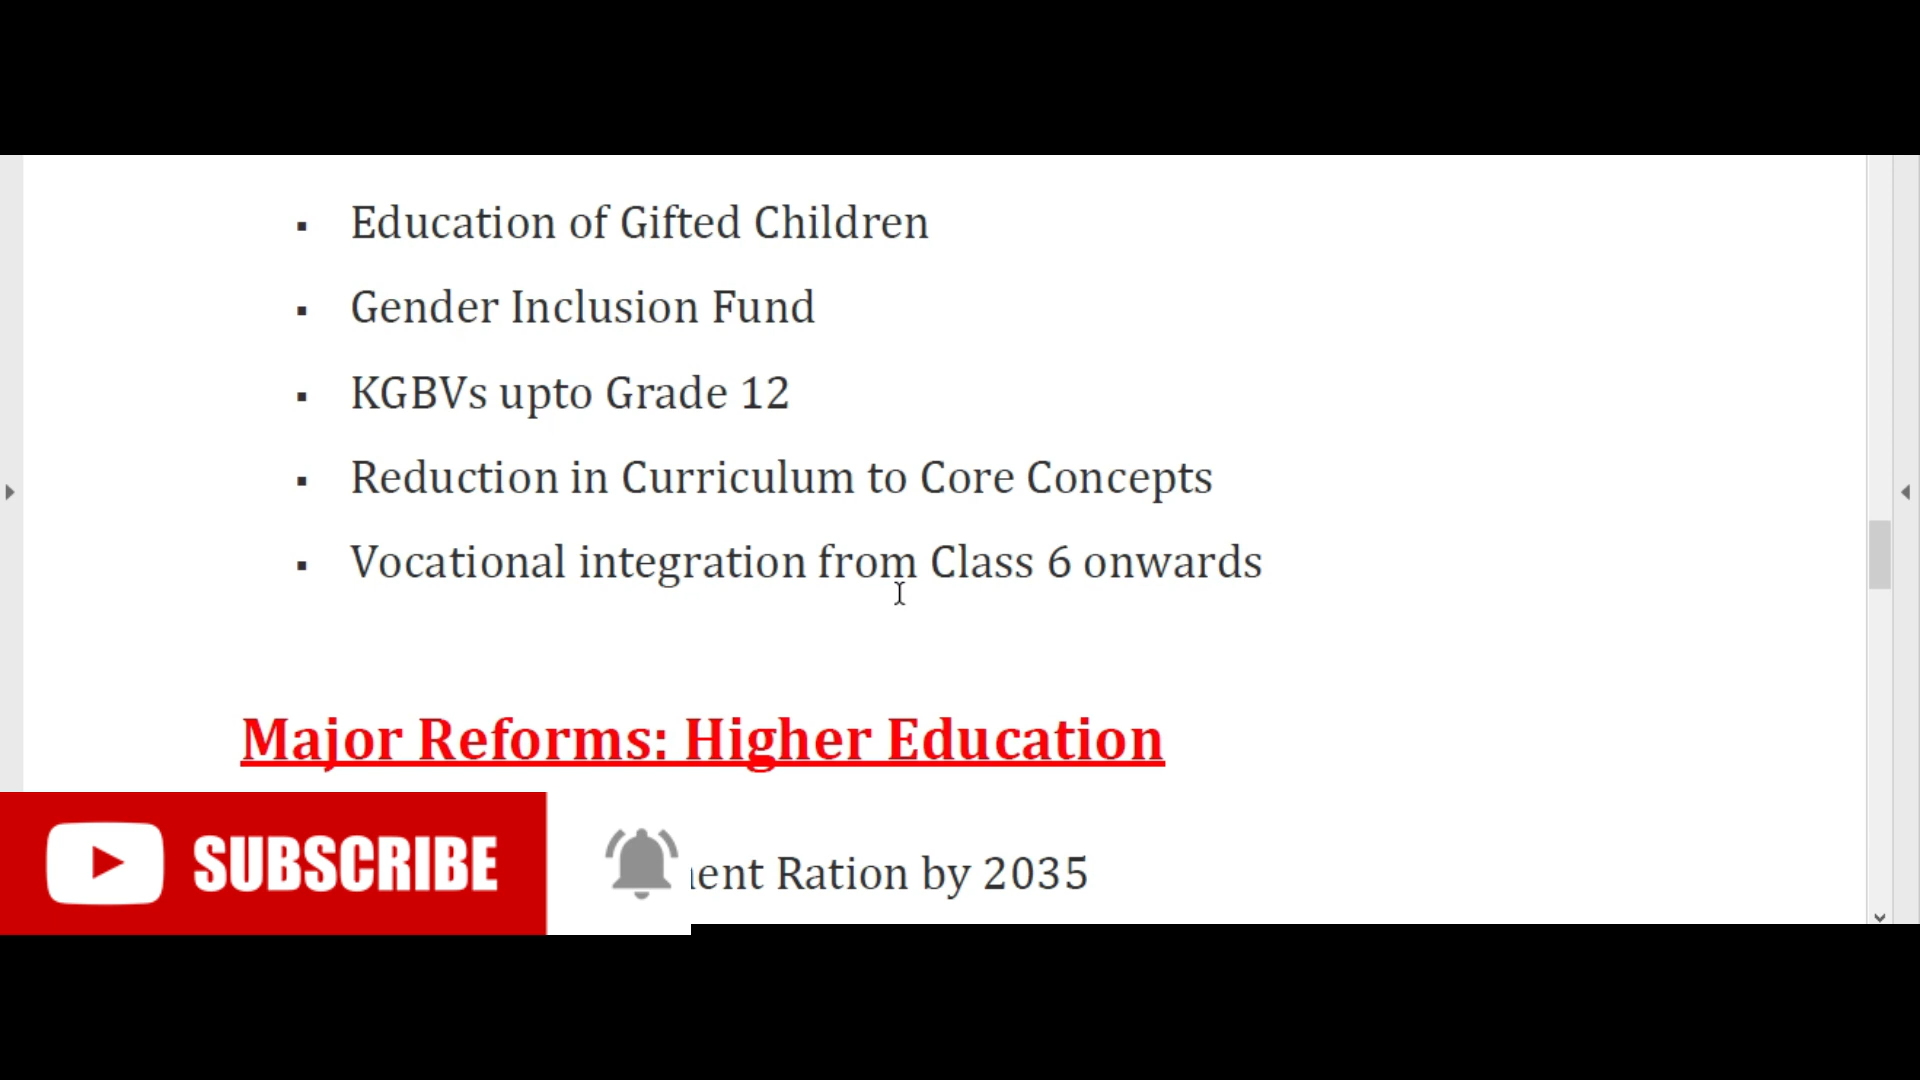 Education of Gifted Children
Gender Inclusion Fund
KGBVs upto Grade 12
Reduction in Curriculum to Core Concepts
Vocational integration from Class 6 onwards
Major Reforms: Higher Education
SUBSCRIBE
Ration by 2035